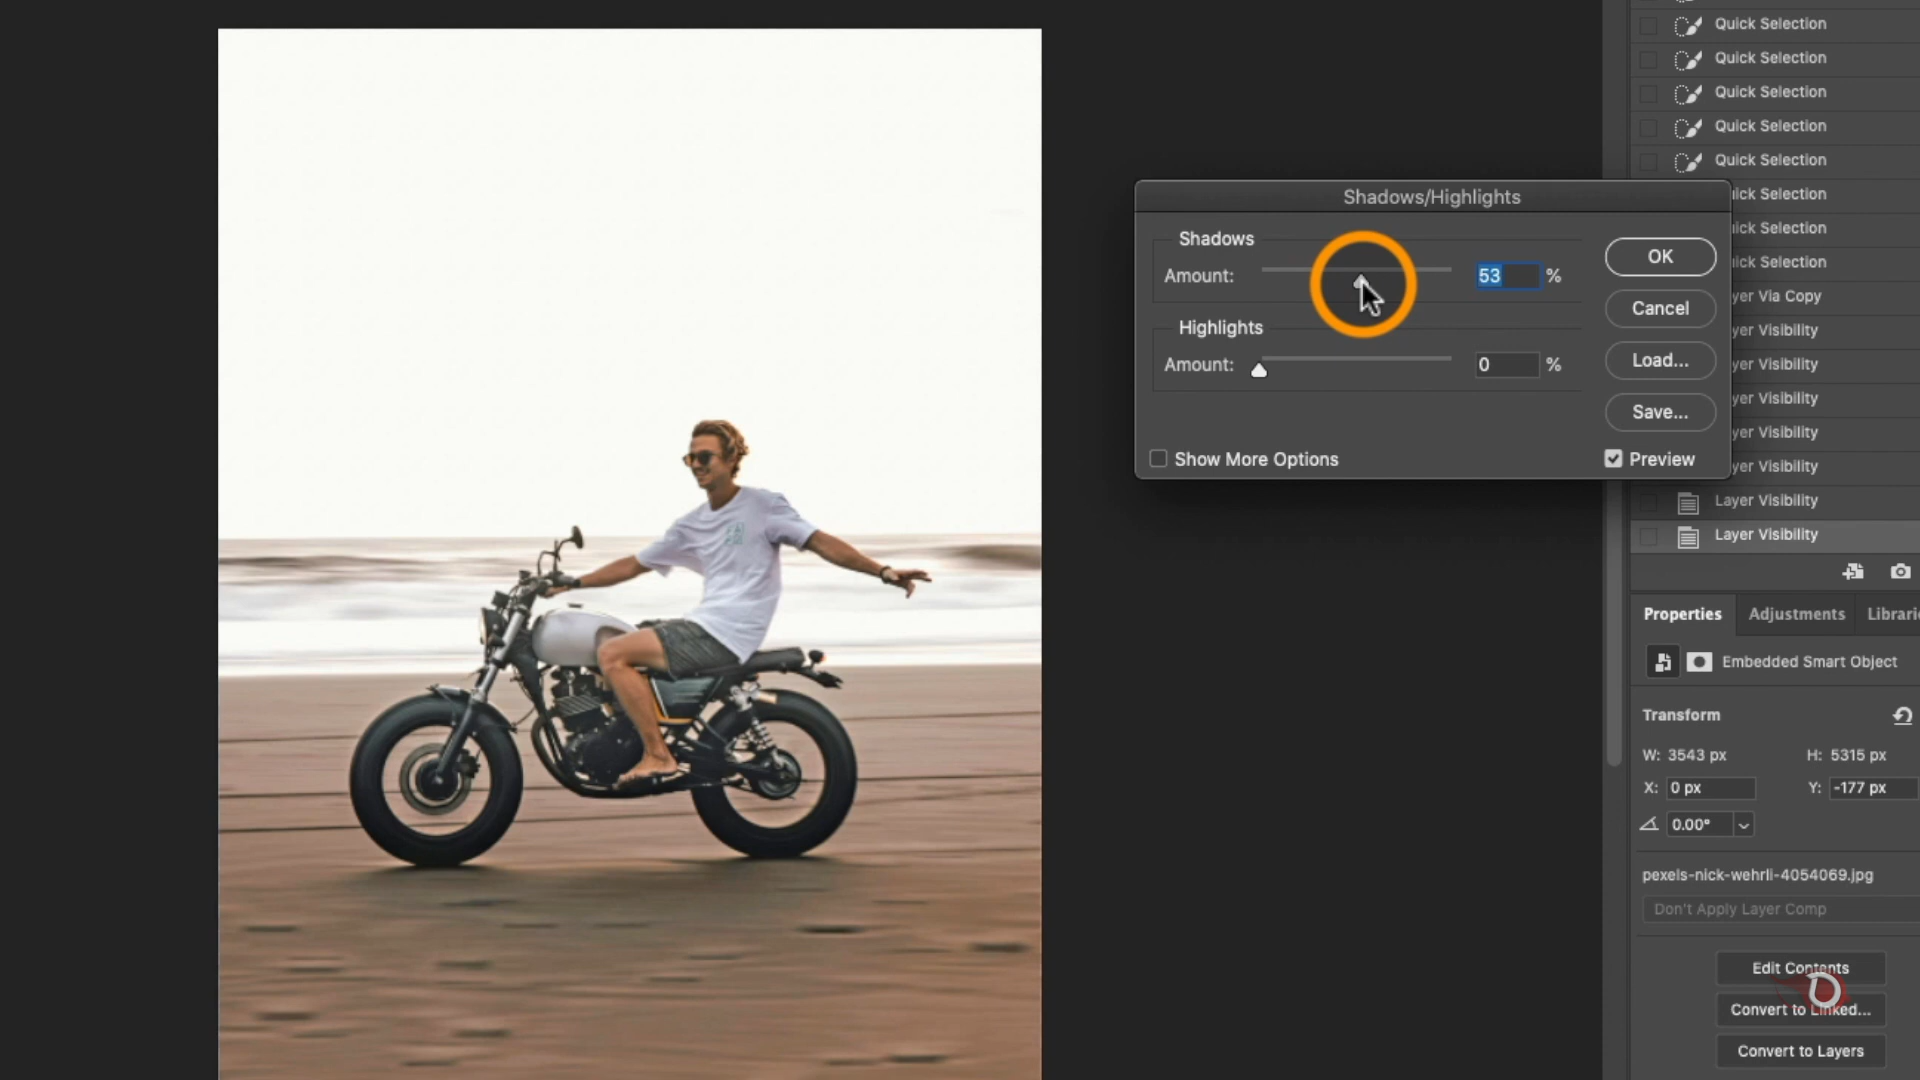 Quick Selection
Quick Selection
Quick Selection
Quick Selection
Quick Selection
ick Selection
ick Selection
ick Selection
yer Via Copy
yer Visibility
yer Visibility
yer Visibility
yer Visibility
yer Visibility
Layer Visibility
Layer Visibility
Shadows/Highlights
Shadows
Amount: 53 %
Highlights
Amount: 0 %
Show More Options
OK
Cancel
Load...
Save...
Preview
Properties Adjustments Librari
Embedded Smart Object
Transform
W: 3543 px H: 5315 px
X: 0 px Y: -177 px
0.00°
pexels-nick-wehrli-4054069.jpg
Don't Apply Layer Comp
Edit Contents
Convert to Linked...
Convert to Layers